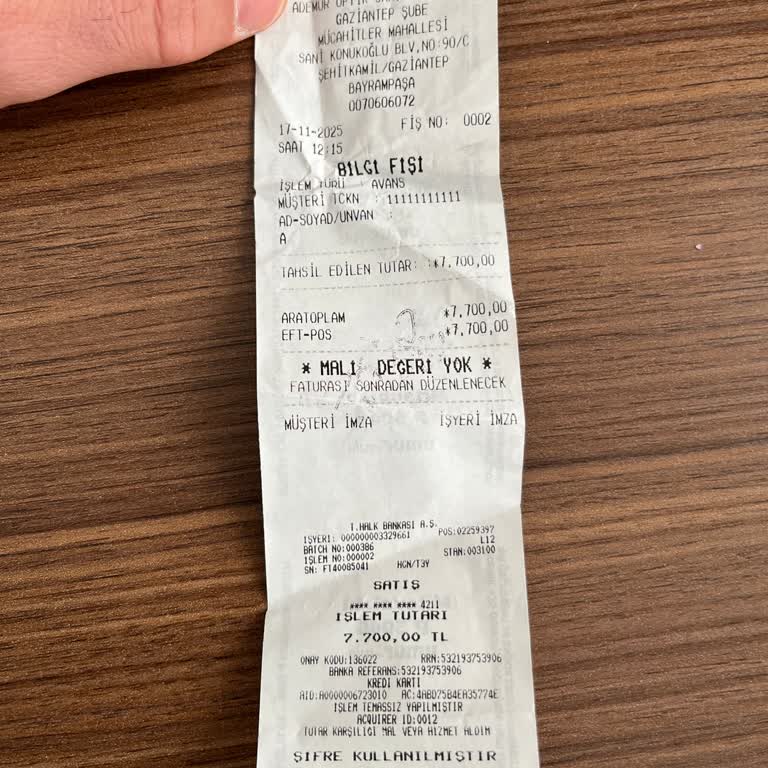 ADEMOR OPTİK
GAZİANTEP ŞUBE
MÜCAHİTLER MAHALLESİ
SANİ KONUKOĞLU BLV,NO:90/C
ŞEHİTKAMİL/GAZİANTEP
BAYRAMPAŞA
0070606072
17-11-2025 FİŞ NO: 0002
SAAT 12:15
BİLGİ FİŞİ
İŞLEM TÜRÜ : AVANS
MÜŞTERİ TCKN : 11111111111
AD-SOYAD/UNVAN :
A
TAHSİL EDİLEN TUTAR: :*7.700,00
ARATOPLAM *7.700,00
EFT-POS *7.700,00
* MALİ DEĞERİ YOK *
FATURASI SONRADAN DÜZENLENECEK
MÜŞTERİ İMZA İŞYERİ İMZA
T.HALK BANKASI A.Ş.
İŞYERİ: 000000003329661 POS:02259397
BATCH NO:000386 L12
İŞLEM NO:000002 STAN:003100
SN: FT40085041 HGN/T3Y
SATIŞ
**** **** **** 4211
İŞLEM TUTARI
7.700,00 TL
ONAY KODU:136022 RRN:532193753906
BANKA REFERANS:532193753906
KREDİ KARTI
AID:A0000006723010 AC:4ABD75B4EA35774E
İŞLEM TEMASSIZ YAPILMIŞTIR
ACQUIRER ID:0012
TUTAR KARŞILIĞI MAL VEYA HİZMET ALDIM
ŞİFRE KULLANILMIŞTIR